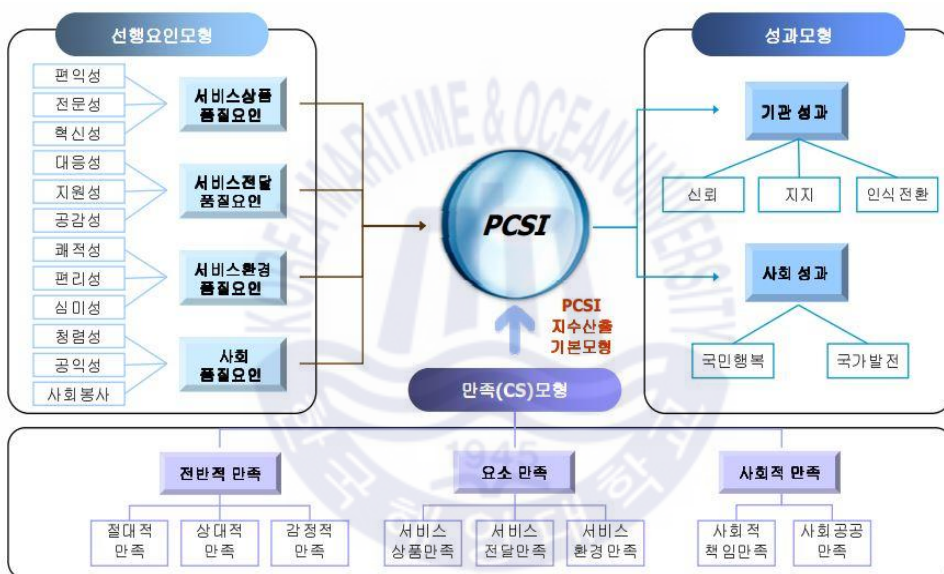 선행요인모형
편익성
전문성
혁신성
대응성
지원성
공감성
쾌적성
편리성
심미성
청렴성
공익성
사회봉사
서비스상품
품질요인
서비스전달
품질요인
서비스환경
품질요인
사회
품질요인
PCSI
PCSI
지수산출
기본모형
성과모형
기관 성과
신뢰
지지
인식전환
사회 성과
국민행복
국가발전
만족(CS)모형
전반적 만족
절대적
만족
상대적
만족
감정적
만족
요소 만족
서비스
상품만족
서비스
전달만족
서비스
환경만족
사회적 만족
사회적
책임만족
사회공공
만족
KOREA MARITIME & OCEAN UNIVERSITY
1945